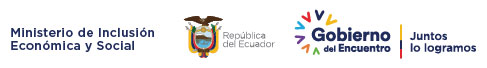 Ministerio de Inclusión
Económica y Social
República
del Ecuador
Gobierno
del Encuentro
Juntos
lo logramos